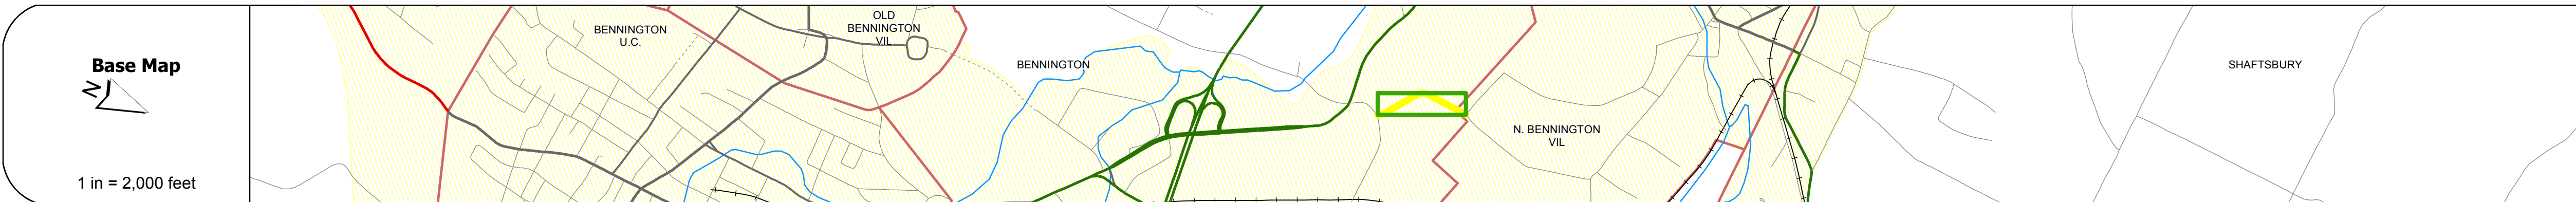 Base Map
N
1 in = 2,000 feet
BENNINGTON
U.C.
OLD
BENNINGTON
VIL
BENNINGTON
N. BENNINGTON
VIL
SHAFTSBURY